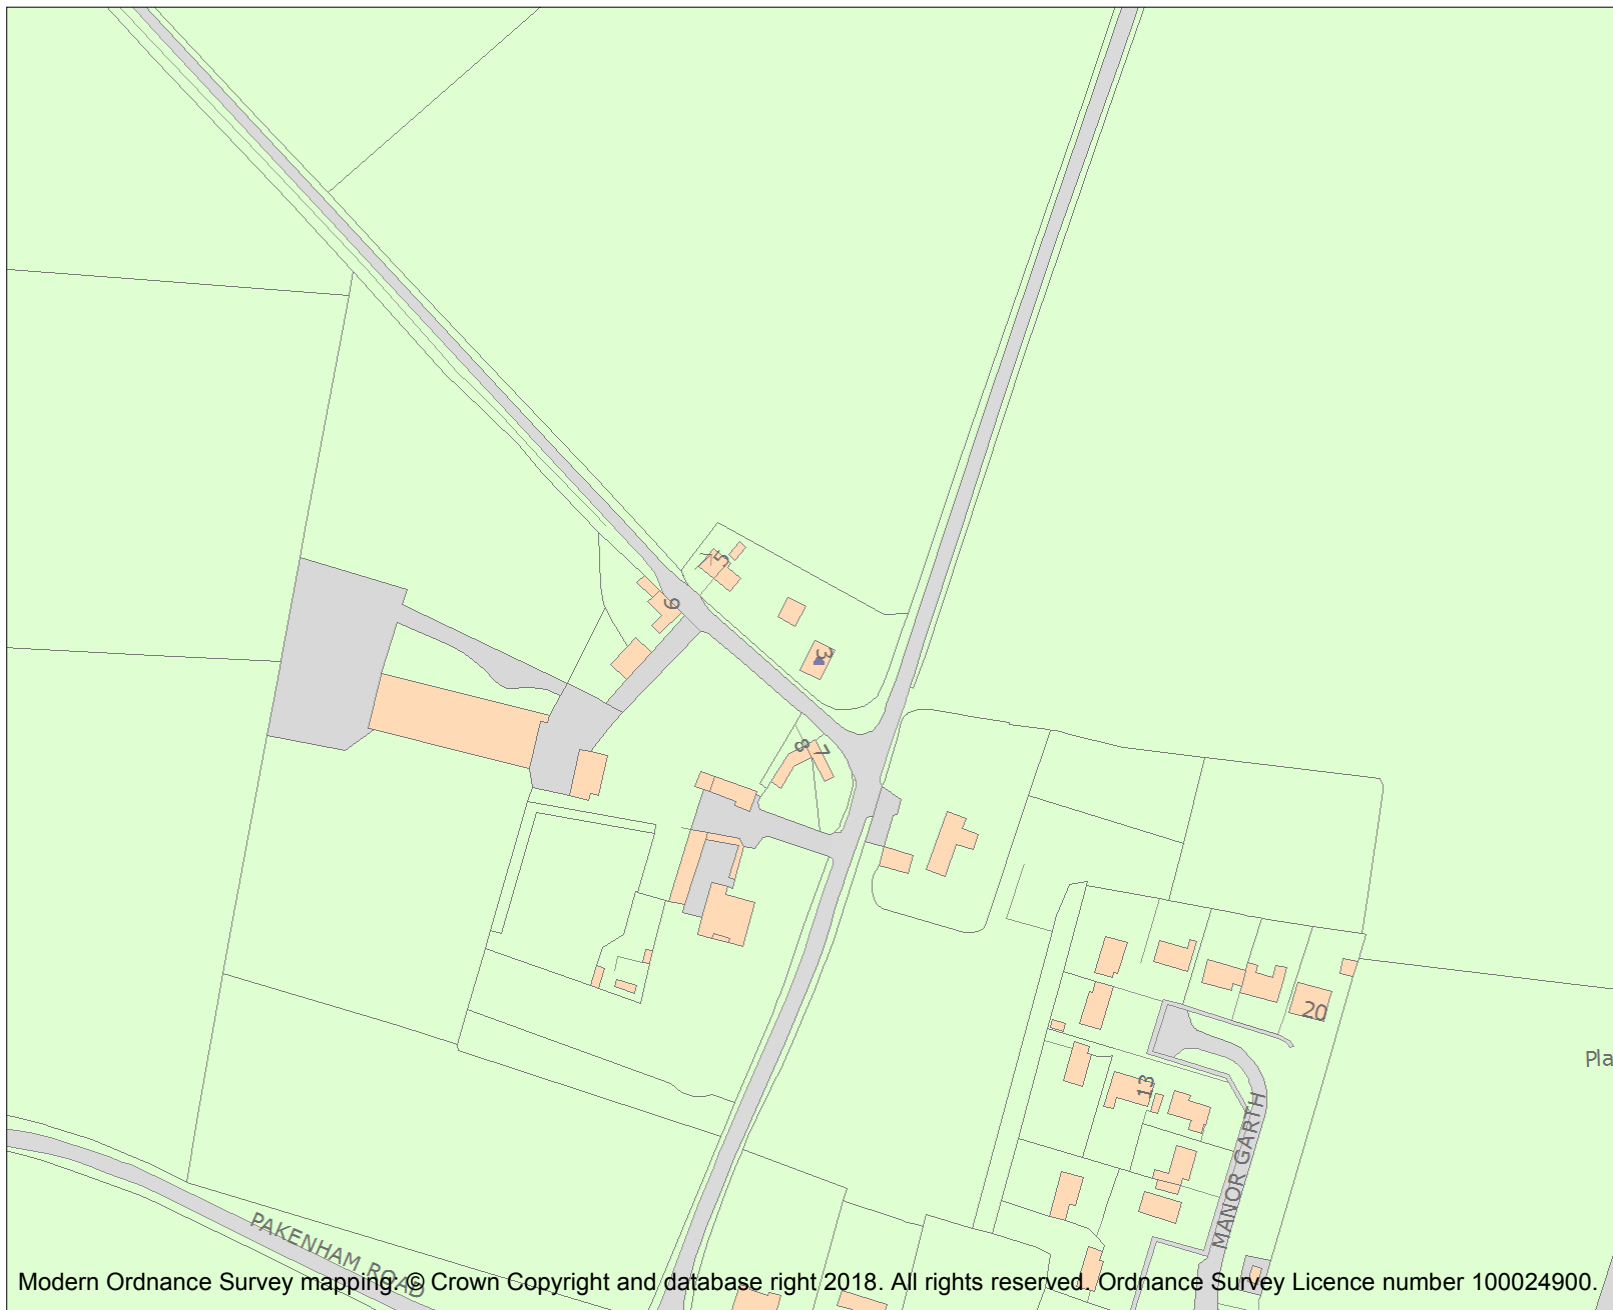 5
6
3
8
7
20
Pla
13
MANOR GARTH
PAKENHAM ROAD
Modern Ordnance Survey mapping. © Crown Copyright and database right 2018. All rights reserved. Ordnance Survey Licence number 100024900.